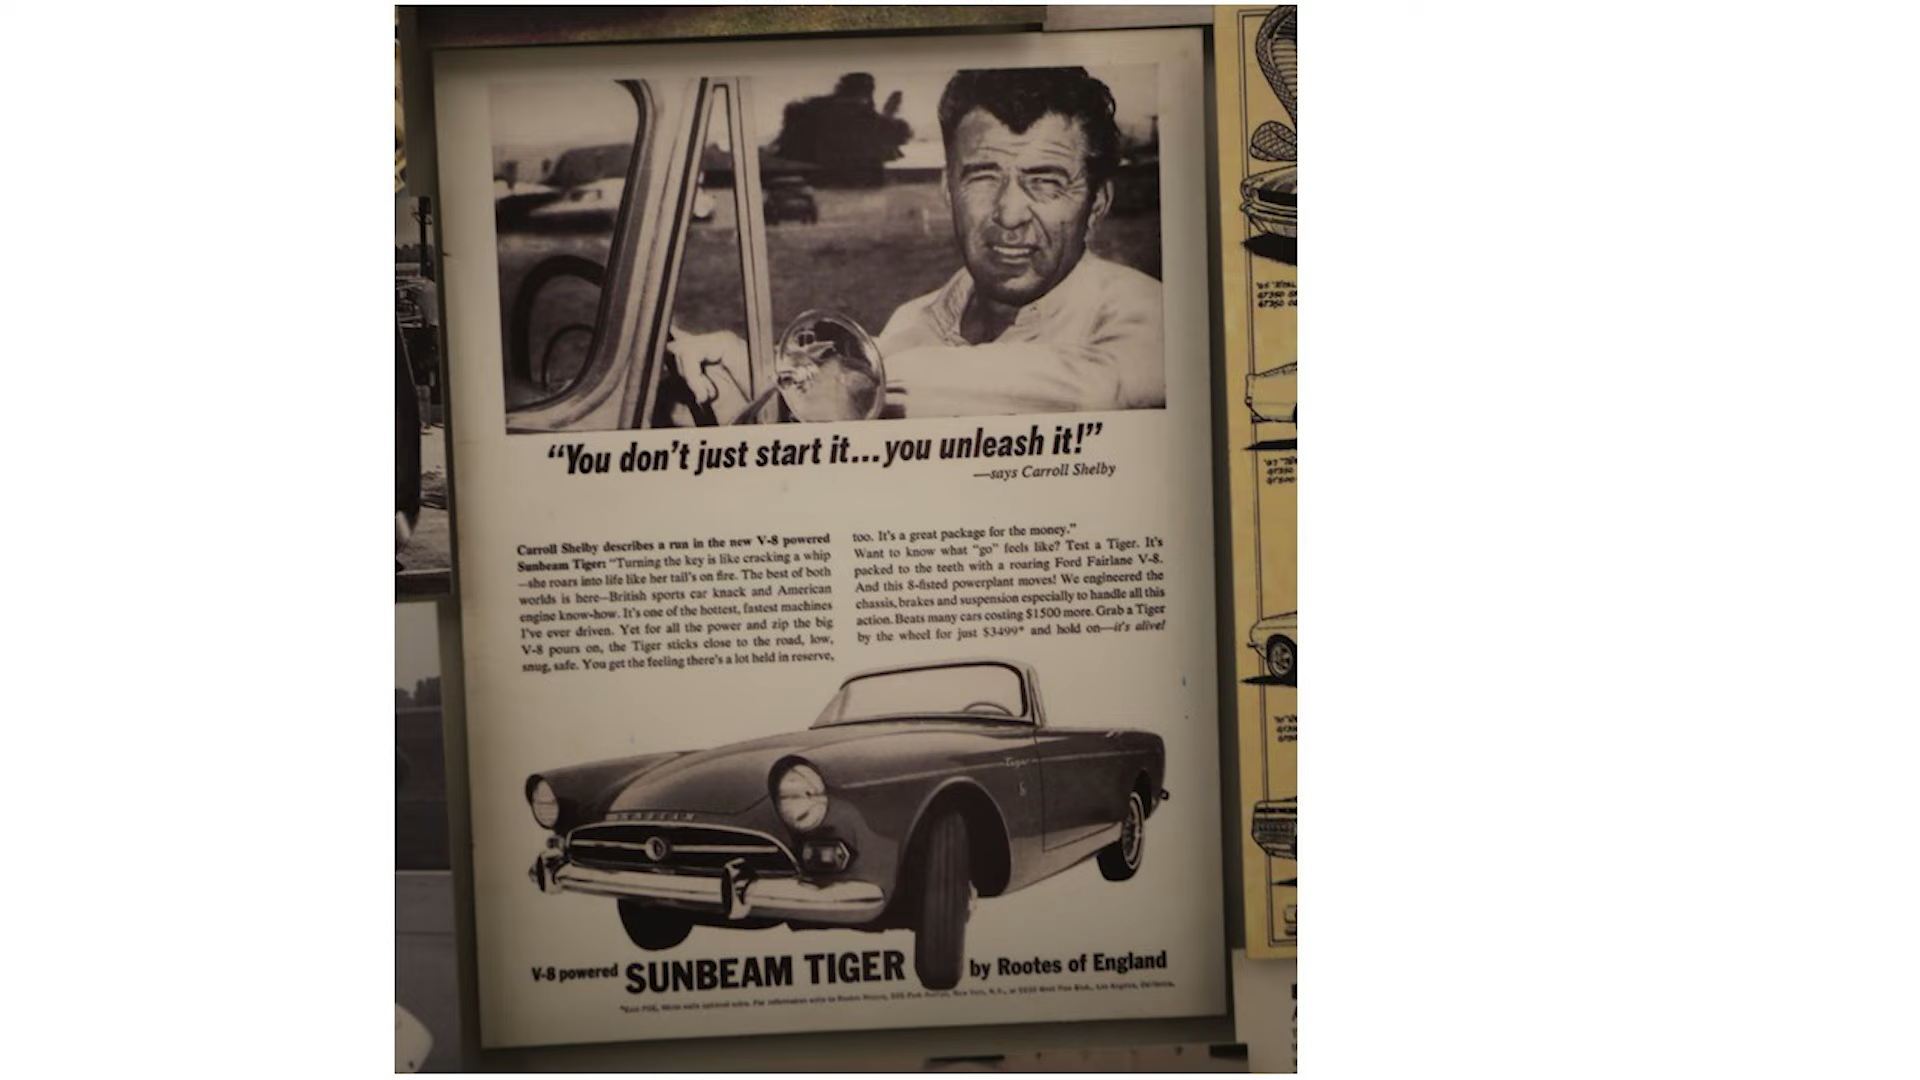 “You don’t just start it...you unleash it!”
—says Carroll Shelby
Carroll Shelby describes a run in the new V-8 powered
Sunbeam Tiger: “Turning the key is like cracking a whip
—she roars into life like her tail’s on fire. The best of both
worlds is here—British sports car knack and American
engine know-how. It’s one of the hottest, fastest machines
I’ve ever driven. Yet for all the power and zip the big
V-8 pours on, the Tiger sticks close to the road, low,
snug, safe. You get the feeling there’s a lot held in reserve,
too. It’s a great package for the money.”
Want to know what “go” feels like? Test a Tiger. It’s
packed to the teeth with a roaring Ford Fairlane V-8.
And this 8-fisted powerplant moves! We engineered the
chassis, brakes and suspension especially to handle all this
action. Beats many cars costing $1500 more. Grab a Tiger
by the wheel for just $3499* and hold on—it’s alive!
Tiger
SUNBEAM
V-8 powered SUNBEAM TIGER by Rootes of England